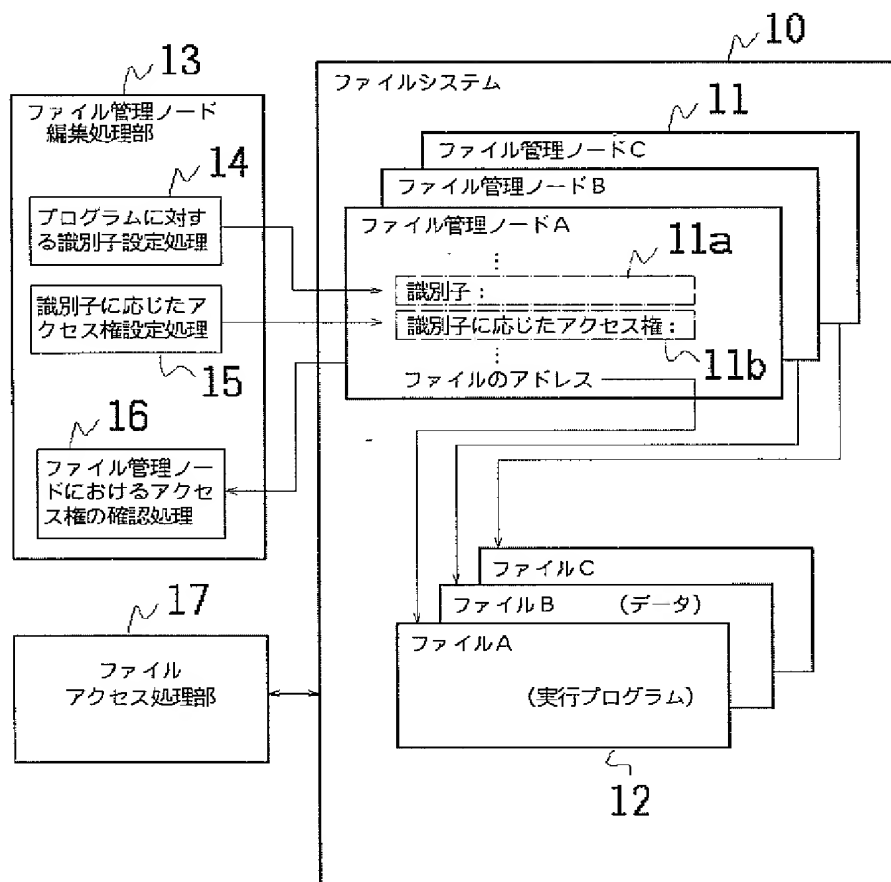 10
ファイルシステム
13
ファイル管理ノード
編集処理部
14
プログラムに対す
る識別子設定処理
識別子に応じたア
クセス権設定処理
15
16
ファイル管理ノー
ドにおけるアクセ
ス権の確認処理
17
ファイル
アクセス処理部
11
ファイル管理ノードC
ファイル管理ノードB
ファイル管理ノードA
⋮
11a
識別子：
識別子に応じたアクセス権：
⋮
11b
ファイルのアドレス
ファイルC
ファイルB （データ）
ファイルA
（実行プログラム）
12